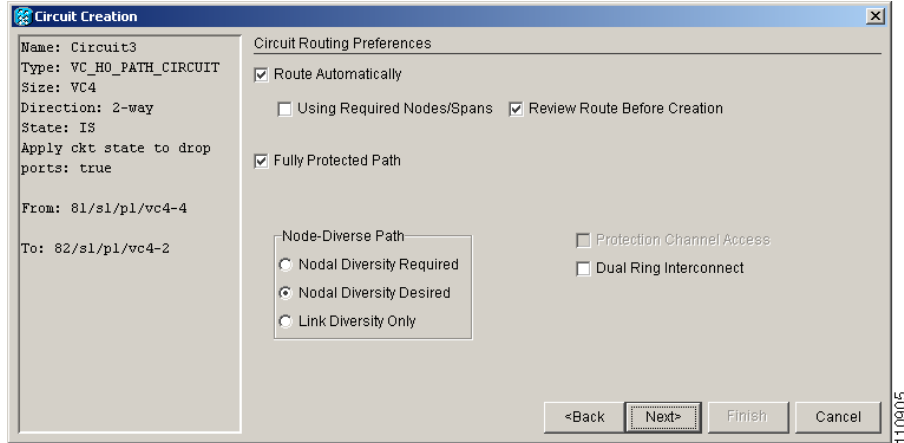 Circuit Creation
Name: Circuit3
Type: VC_HO_PATH_CIRCUIT
Size: VC4
Direction: 2-way
State: IS
Apply ckt state to drop
ports: true
From: 81/s1/p1/vc4-4
To: 82/s1/p1/vc4-2
Circuit Routing Preferences
Route Automatically
Using Required Nodes/Spans
Review Route Before Creation
Fully Protected Path
Node-Diverse Path
Nodal Diversity Required
Nodal Diversity Desired
Link Diversity Only
Protection Channel Access
Dual Ring Interconnect
<Back
Next>
Finish
Cancel
110905